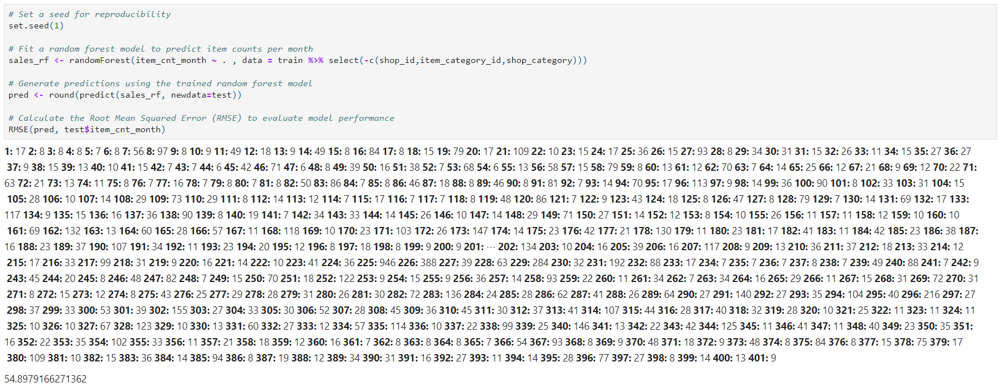 # Set a seed for reproducibility
set.seed(1)
# Fit a random forest model to predict item counts per month
sales_rf <- randomForest(item_cnt_month ~ . , data = train %>% select(-c(shop_id,item_category_id,shop_category)))
# Generate predictions using the trained random forest model
pred <- round(predict(sales_rf, newdata=test))
# Calculate the Root Mean Squared Error (RMSE) to evaluate model performance
RMSE(pred, test$item_cnt_month)
1: 17 2: 8 3: 8 4: 8 5: 7 6: 8 7: 56 8: 97 9: 8 10: 9 11: 49 12: 18 13: 9 14: 49 15: 8 16: 84 17: 8 18: 15 19: 79 20: 17 21: 109 22: 10 23: 15 24: 17 25: 36 26: 15 27: 93 28: 8 29: 34 30: 31 31: 15 32: 26 33: 11 34: 15 35: 27 36: 27
37: 9 38: 15 39: 13 40: 10 41: 15 42: 7 43: 7 44: 6 45: 42 46: 71 47: 6 48: 8 49: 39 50: 16 51: 38 52: 7 53: 68 54: 6 55: 13 56: 58 57: 15 58: 79 59: 8 60: 13 61: 12 62: 70 63: 7 64: 14 65: 25 66: 12 67: 21 68: 9 69: 12 70: 22 71:
63 72: 21 73: 13 74: 11 75: 8 76: 7 77: 16 78: 7 79: 8 80: 7 81: 8 82: 50 83: 86 84: 7 85: 8 86: 46 87: 18 88: 8 89: 46 90: 8 91: 81 92: 7 93: 14 94: 70 95: 17 96: 113 97: 9 98: 14 99: 36 100: 90 101: 8 102: 33 103: 31 104: 15
105: 28 106: 10 107: 14 108: 29 109: 73 110: 29 111: 8 112: 14 113: 12 114: 7 115: 17 116: 7 117: 7 118: 8 119: 48 120: 86 121: 7 122: 9 123: 43 124: 18 125: 8 126: 47 127: 8 128: 79 129: 7 130: 14 131: 69 132: 17 133:
117 134: 9 135: 15 136: 16 137: 36 138: 90 139: 8 140: 19 141: 7 142: 34 143: 33 144: 14 145: 26 146: 10 147: 14 148: 29 149: 71 150: 27 151: 14 152: 12 153: 8 154: 10 155: 26 156: 11 157: 11 158: 12 159: 10 160: 10
161: 69 162: 132 163: 13 164: 60 165: 28 166: 57 167: 11 168: 118 169: 10 170: 23 171: 103 172: 26 173: 147 174: 14 175: 23 176: 42 177: 21 178: 130 179: 11 180: 23 181: 17 182: 41 183: 11 184: 42 185: 23 186: 38 187:
16 188: 23 189: 37 190: 107 191: 34 192: 11 193: 23 194: 20 195: 12 196: 8 197: 18 198: 8 199: 9 200: 9 201: ⋯ 202: 134 203: 10 204: 16 205: 39 206: 16 207: 117 208: 9 209: 13 210: 36 211: 37 212: 18 213: 33 214: 12
215: 17 216: 33 217: 99 218: 31 219: 9 220: 16 221: 14 222: 10 223: 41 224: 36 225: 946 226: 388 227: 39 228: 63 229: 284 230: 32 231: 192 232: 88 233: 17 234: 7 235: 7 236: 7 237: 8 238: 7 239: 49 240: 88 241: 7 242: 9
243: 45 244: 20 245: 8 246: 48 247: 82 248: 7 249: 15 250: 70 251: 18 252: 122 253: 9 254: 15 255: 9 256: 36 257: 14 258: 93 259: 22 260: 11 261: 34 262: 7 263: 34 264: 16 265: 29 266: 11 267: 15 268: 31 269: 72 270: 31
271: 8 272: 15 273: 12 274: 8 275: 43 276: 25 277: 29 278: 28 279: 31 280: 26 281: 30 282: 72 283: 136 284: 24 285: 28 286: 62 287: 41 288: 26 289: 64 290: 27 291: 140 292: 27 293: 35 294: 104 295: 40 296: 216 297: 27
298: 37 299: 33 300: 53 301: 39 302: 155 303: 27 304: 33 305: 30 306: 52 307: 28 308: 45 309: 36 310: 45 311: 30 312: 37 313: 41 314: 107 315: 44 316: 28 317: 40 318: 32 319: 28 320: 10 321: 25 322: 11 323: 11 324: 11
325: 10 326: 10 327: 67 328: 123 329: 10 330: 13 331: 60 332: 27 333: 12 334: 57 335: 114 336: 10 337: 22 338: 99 339: 25 340: 146 341: 13 342: 22 343: 42 344: 125 345: 11 346: 41 347: 11 348: 40 349: 23 350: 35 351:
16 352: 22 353: 35 354: 102 355: 33 356: 11 357: 21 358: 18 359: 12 360: 16 361: 7 362: 8 363: 8 364: 8 365: 7 366: 54 367: 93 368: 8 369: 9 370: 48 371: 18 372: 9 373: 48 374: 8 375: 84 376: 8 377: 15 378: 75 379: 17
380: 109 381: 10 382: 15 383: 36 384: 14 385: 94 386: 8 387: 19 388: 12 389: 34 390: 31 391: 16 392: 27 393: 11 394: 14 395: 28 396: 77 397: 27 398: 8 399: 14 400: 13 401: 9
54.8979166271362